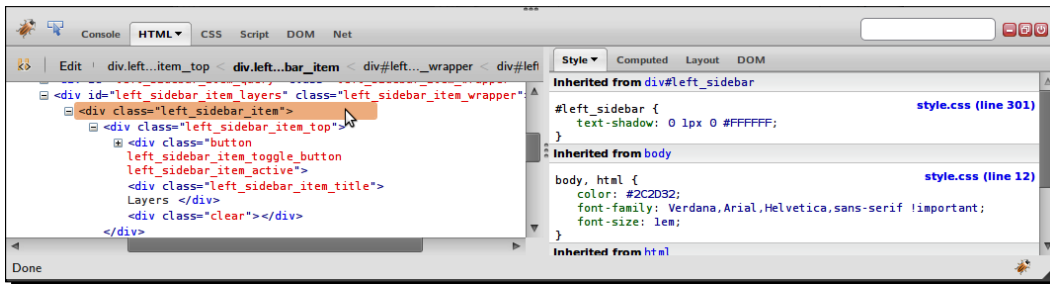 Console HTML CSS Script DOM Net
Edit div.left...item_top < div.left...bar_item < div#left..._wrapper < div#left
Style Computed Layout DOM
<div id="left_sidebar_item_layers" class="left_sidebar_item_wrapper":
<div class="left_sidebar_item">
<div class="left_sidebar_item_top">
<div class="button
left_sidebar_item_toggle_button
left_sidebar_item_active">
<div class="left_sidebar_item_title">
Layers </div>
<div class="clear"></div>
</div>
Inherited from div#left_sidebar
#left_sidebar { style.css (line 301)
text-shadow: 0 1px 0 #FFFFFF;
}
Inherited from body
body, html { style.css (line 12)
color: #2C2D32;
font-family: Verdana,Arial,Helvetica,sans-serif !important;
font-size: 1em;
}
Inherited from html
Done